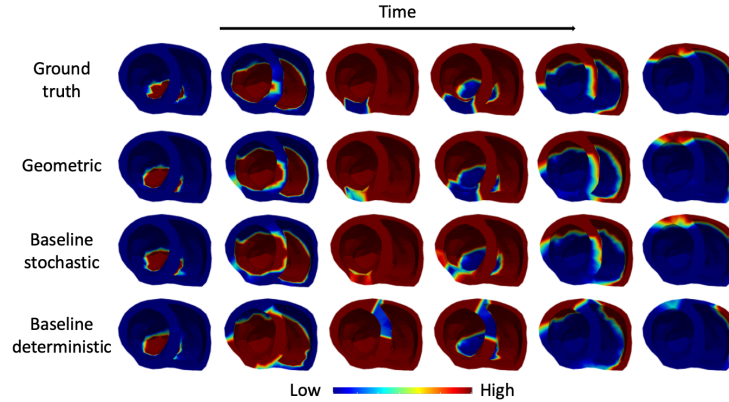 Time
Ground
truth
Geometric
Baseline
stochastic
Baseline
deterministic
Low High